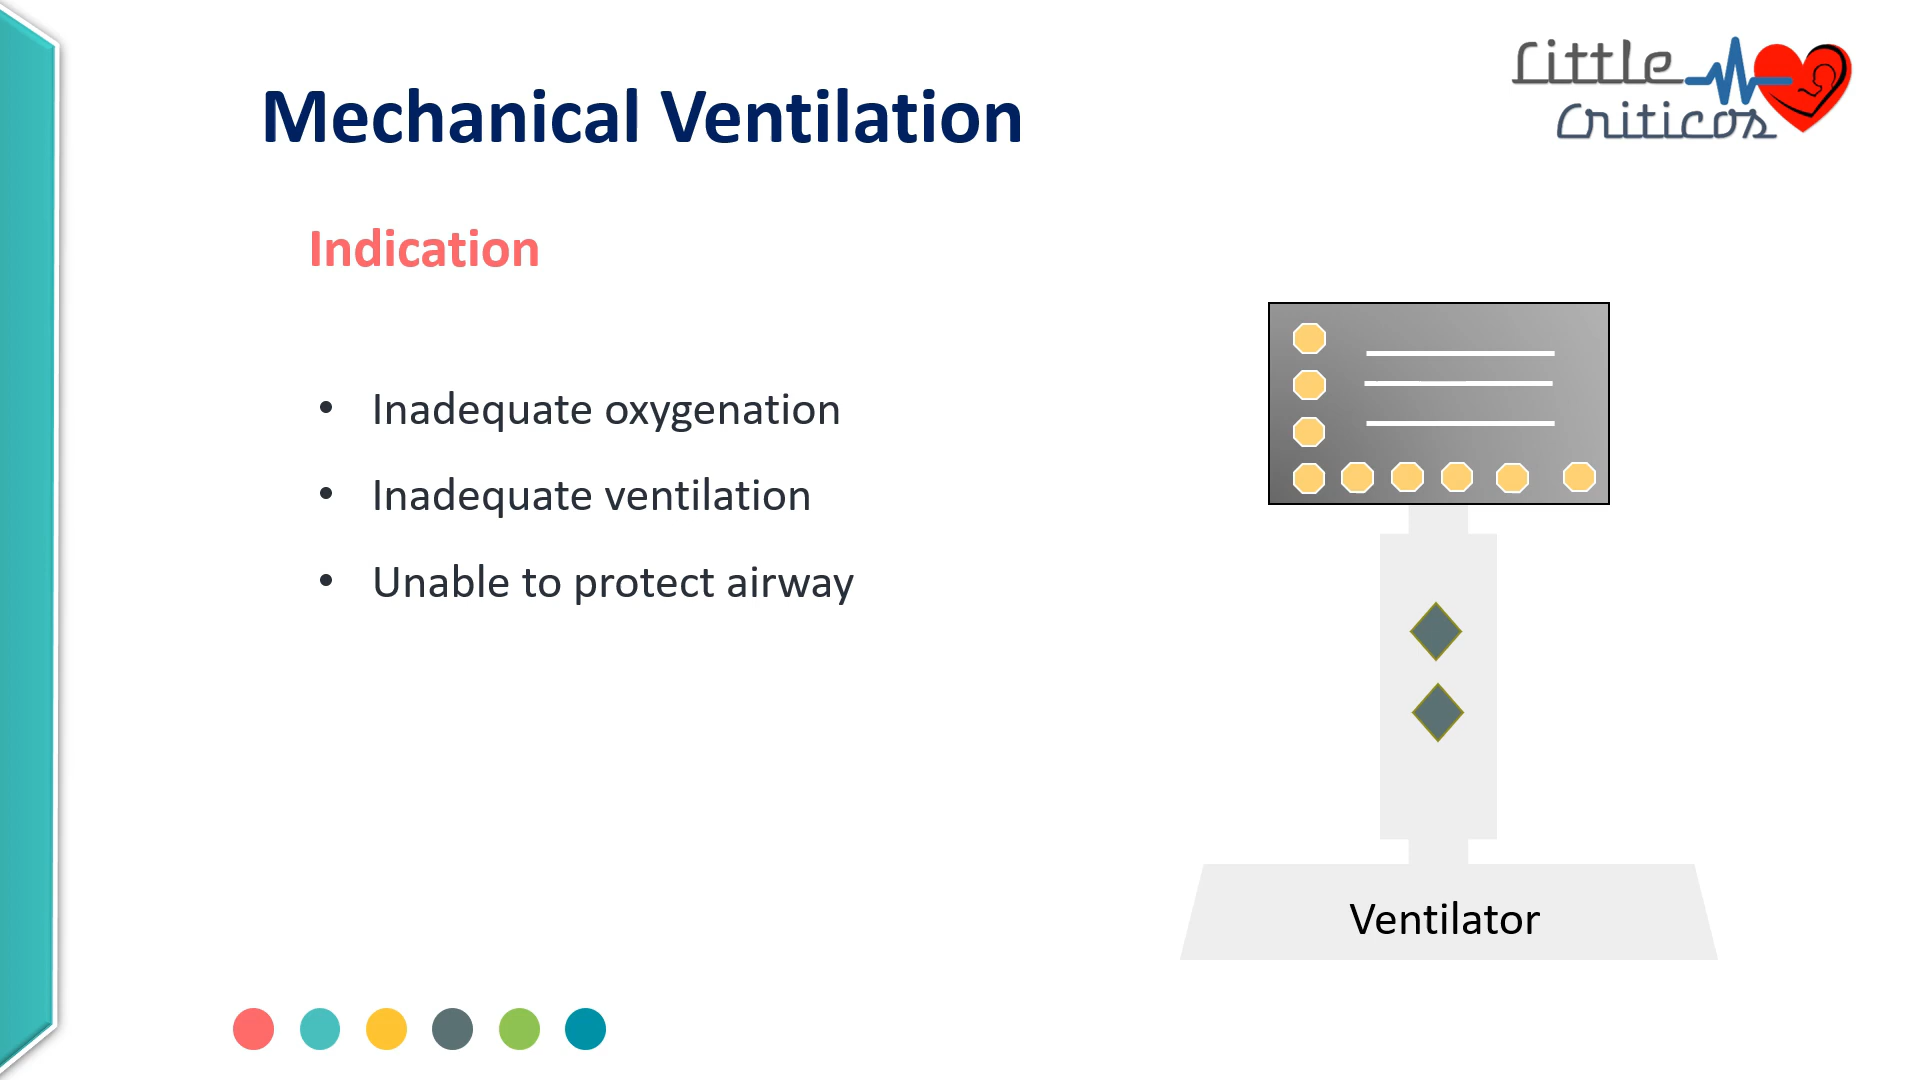 Mechanical Ventilation
Little
Criticos
Indication
• Inadequate oxygenation
• Inadequate ventilation
• Unable to protect airway
Ventilator